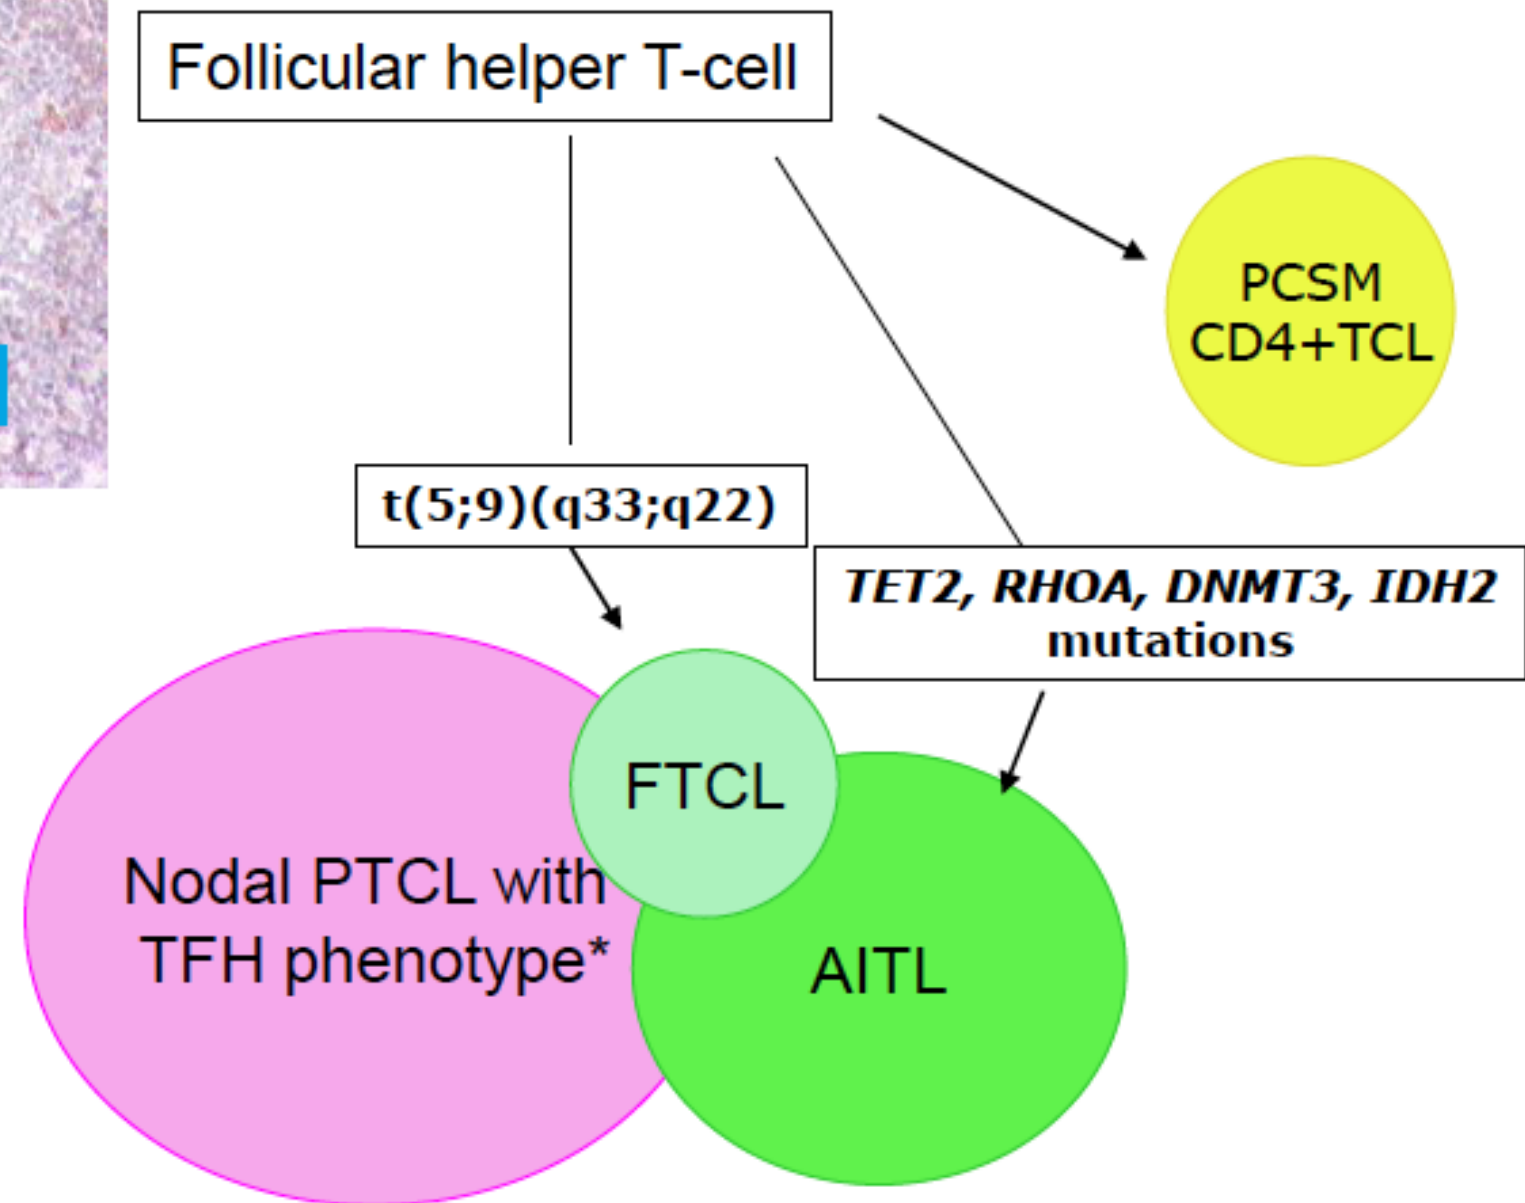 Follicular helper T-cell
PCSM
CD4+TCL
t(5;9)(q33;q22)
TET2, RHOA, DNMT3, IDH2
mutations
FTCL
Nodal PTCL with
TFH phenotype*
AITL